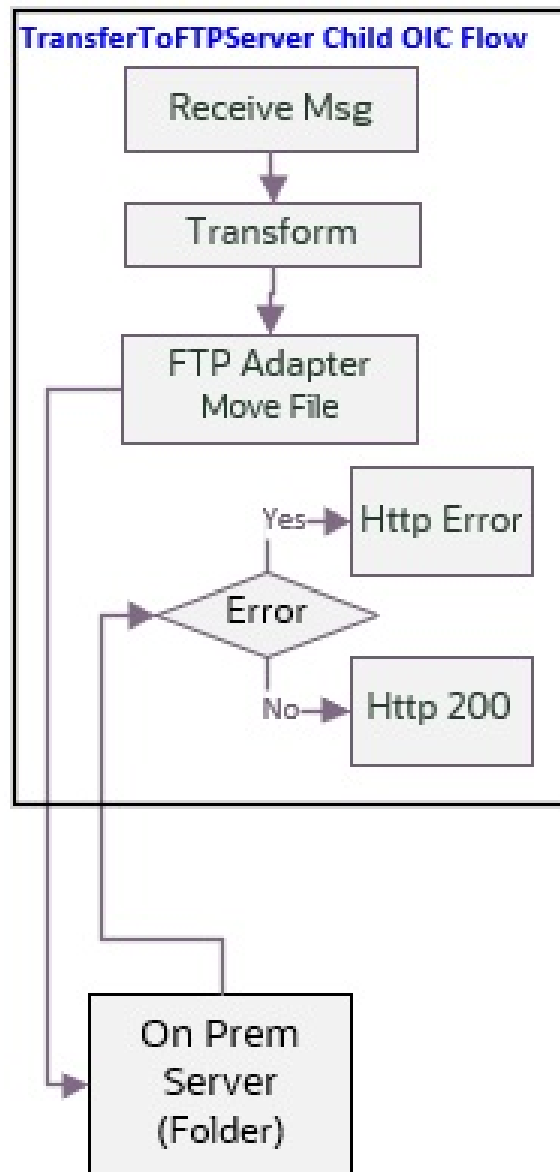 TransferToFTPServer Child OIC Flow
Receive Msg
Transform
FTP Adapter
Move File
Yes
Http Error
Error
No
Http 200
On Prem
Server
(Folder)